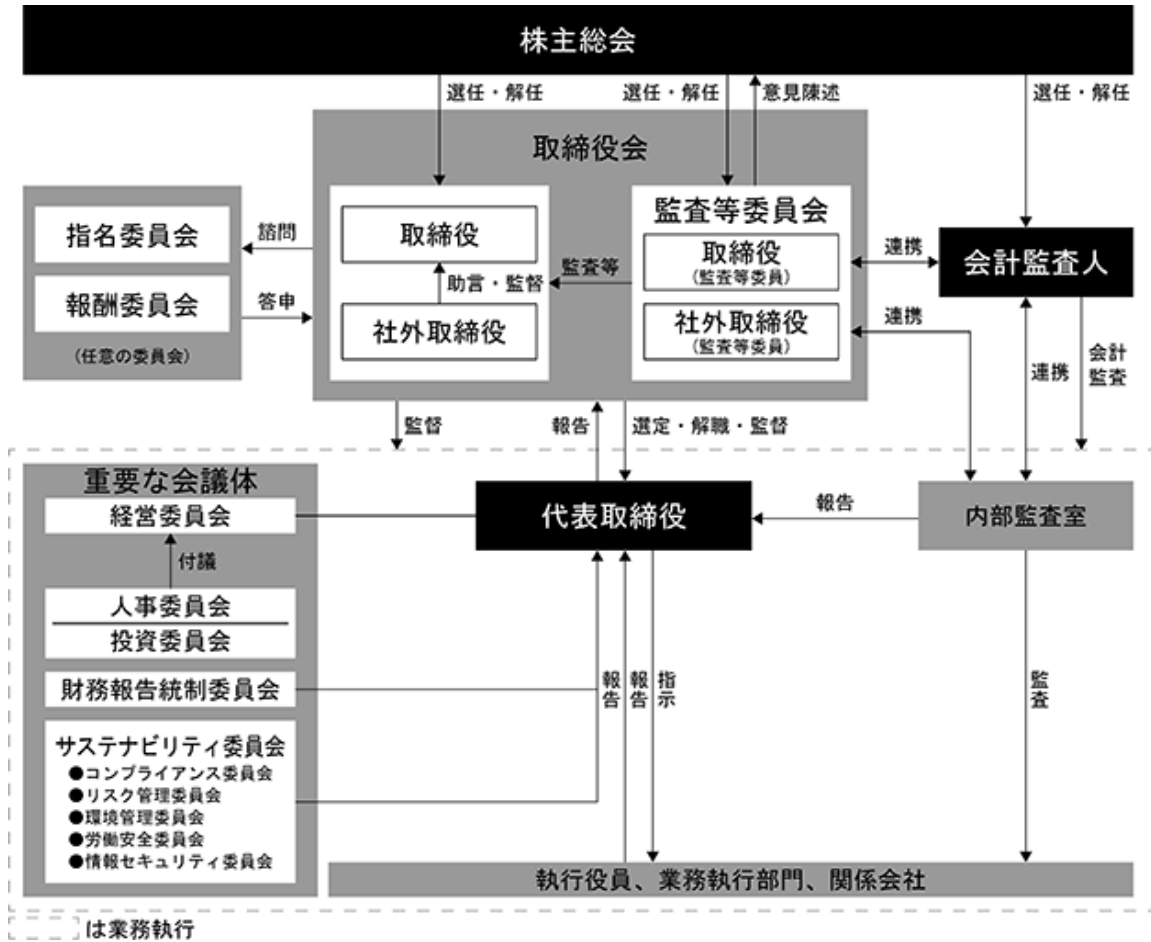 株主総会
選任・解任
選任・解任
意見陳述
選任・解任
取締役会
指名委員会
報酬委員会
(任意の委員会)
諮問
答申
取締役
助言・監督
社外取締役
監査等
監査等委員会
取締役
(監査等委員)
社外取締役
(監査等委員)
連携
連携
会計監査人
連携
会計
監査
監督
報告
選定・解職・監督
重要な会議体
経営委員会
付議
人事委員会
投資委員会
財務報告統制委員会
サステナビリティ委員会
●コンプライアンス委員会
●リスク管理委員会
●環境管理委員会
●労働安全委員会
●情報セキュリティ委員会
代表取締役
報告
内部監査室
報告
報告
指示
監査
執行役員、業務執行部門、関係会社
は業務執行